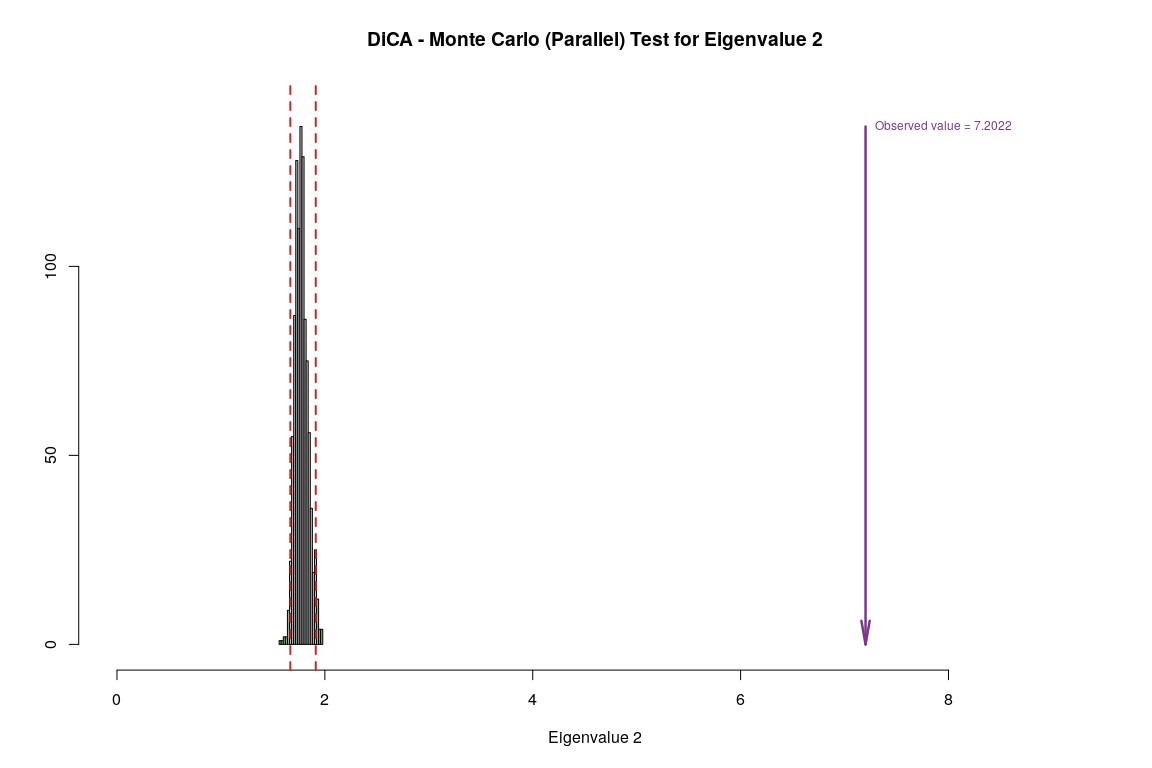 DiCA - Monte Carlo (Parallel) Test for Eigenvalue 2
Observed value = 7.2022
100
50
0
0 2 4 6 8
Eigenvalue 2